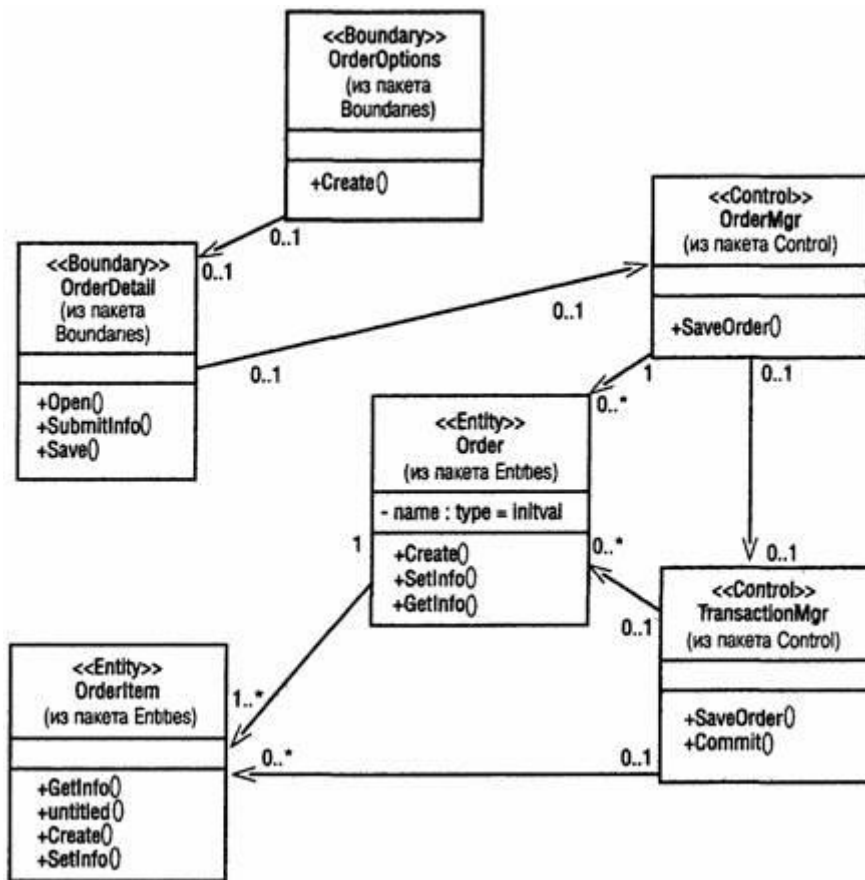 <<Boundary>>
OrderOptions
(из пакета
Boundaries)
+Create()
0..1
0..1
<<Boundary>>
OrderDetail
(из пакета
Boundaries)
+Open()
+SubmitInfo()
+Save()
0..1
0..1
<<Control>>
OrderMgr
(из пакета Control)
+SaveOrder()
1
0..*
0..1
0..1
<<Entity>>
Order
(из пакета Entities)
- name : type = initval
+Create()
+SetInfo()
+GetInfo()
1
1..*
0..*
0..1
<<Control>>
TransactionMgr
(из пакета Control)
+SaveOrder()
+Commit()
0..1
0..*
<<Entity>>
OrderItem
(из пакета Entities)
+GetInfo()
+untitled()
+Create()
+SetInfo()